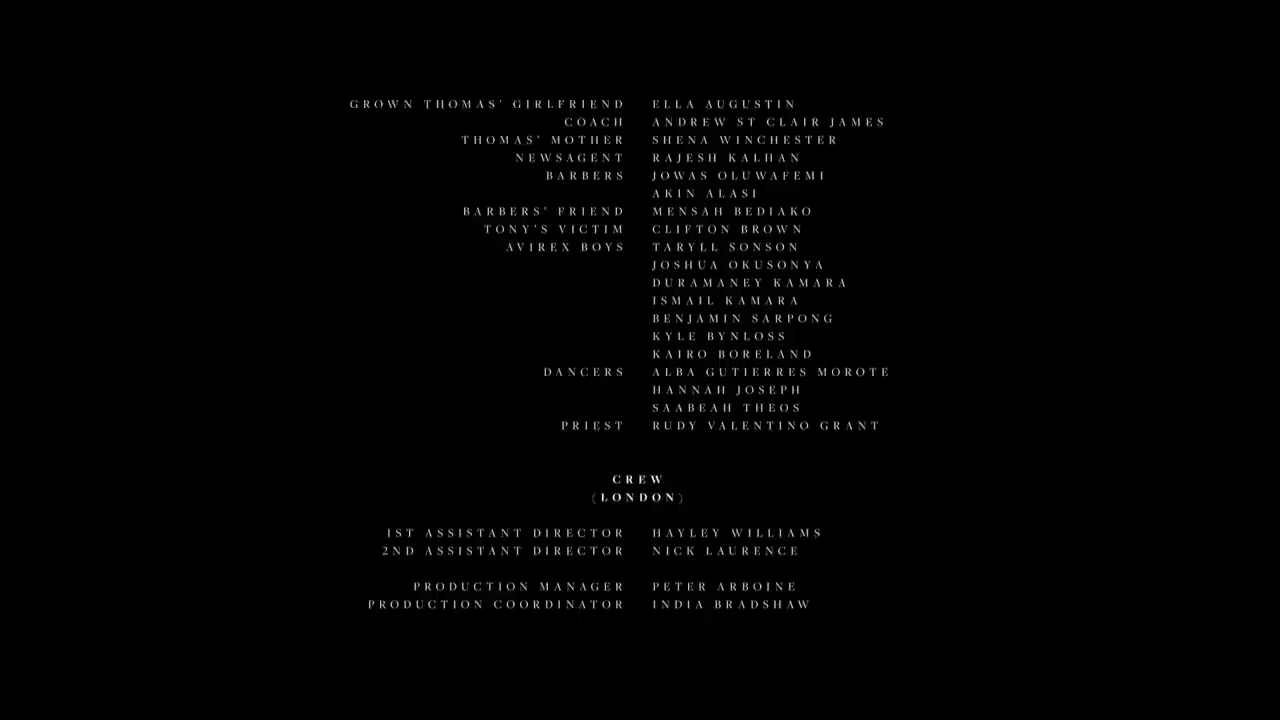 GROWN THOMAS' GIRLFRIEND ELLA AUGUSTIN
COACH ANDREW ST CLAIR JAMES
THOMAS' MOTHER SHENA WINCHESTER
NEWSAGENT RAJESH KALHAN
BARBERS JOWAS OLUWAFEMI
AKIN ALASI
BARBERS' FRIEND MENSAH BEDIAKO
TONY'S VICTIM CLIFTON BROWN
AVIREX BOYS TARYLL SONSON
JOSHUA OKUSONYA
DURAMANEY KAMARA
ISMAIL KAMARA
BENJAMIN SARPONG
KYLE BYNLOSS
KAIRO BORELAND
DANCERS ALBA GUTIERRES MOROTE
HANNAH JOSEPH
SAABEAH THEOS
PRIEST RUDY VALENTINO GRANT
CREW
(LONDON)
1ST ASSISTANT DIRECTOR HAYLEY WILLIAMS
2ND ASSISTANT DIRECTOR NICK LAURENCE
PRODUCTION MANAGER PETER ARBOINE
PRODUCTION COORDINATOR INDIA BRADSHAW